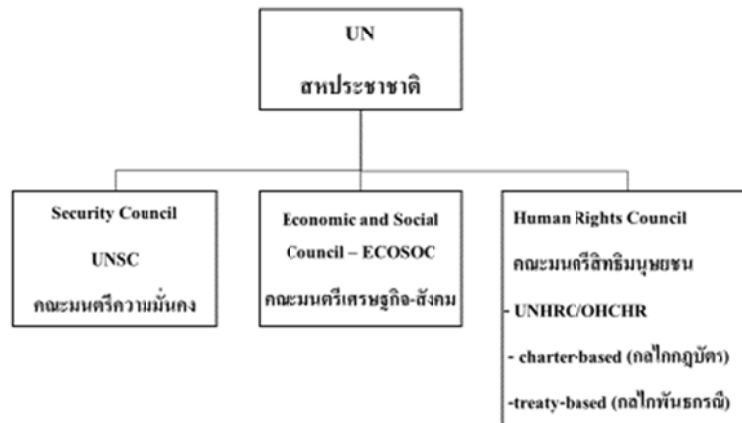 UN
สหประชาชาติ
Security Council
UNSC
คณะมนตรีความมั่นคง
Economic and Social
Council – ECOSOC
คณะมนตรีเศรษฐกิจ-สังคม
Human Rights Council
คณะมนตรีสิทธิมนุษยชน
- UNHRC/OHCHR
- charter-based (กลไกกฎบัตร)
-treaty-based (กลไกพันธกรณี)